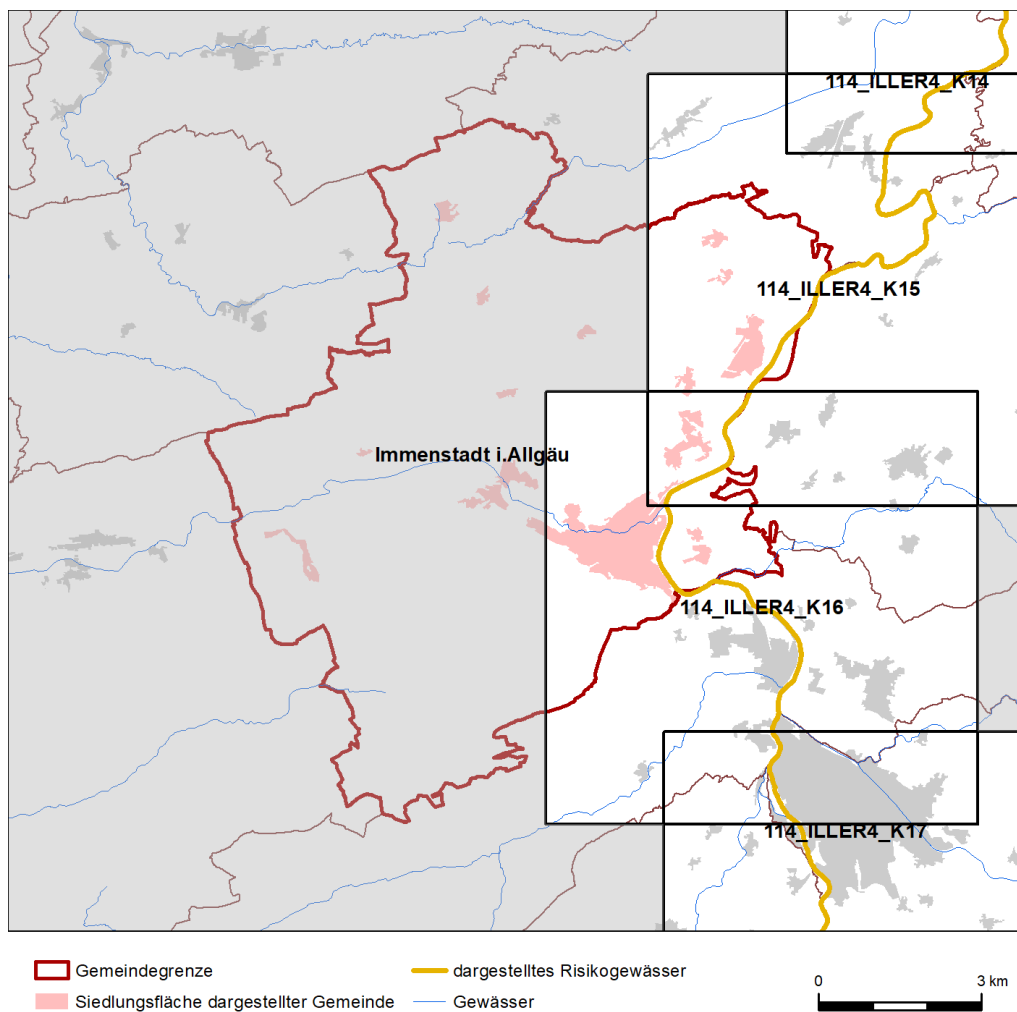 114_ILLER4_K14
114_ILLER4_K15
Immenstadt i.Allgäu
114_ILLER4_K16
114_ILLER4_K17
Gemeindegrenze
dargestelltes Risikogewässer
Siedlungsfläche dargestellter Gemeinde
Gewässer
0
3 km